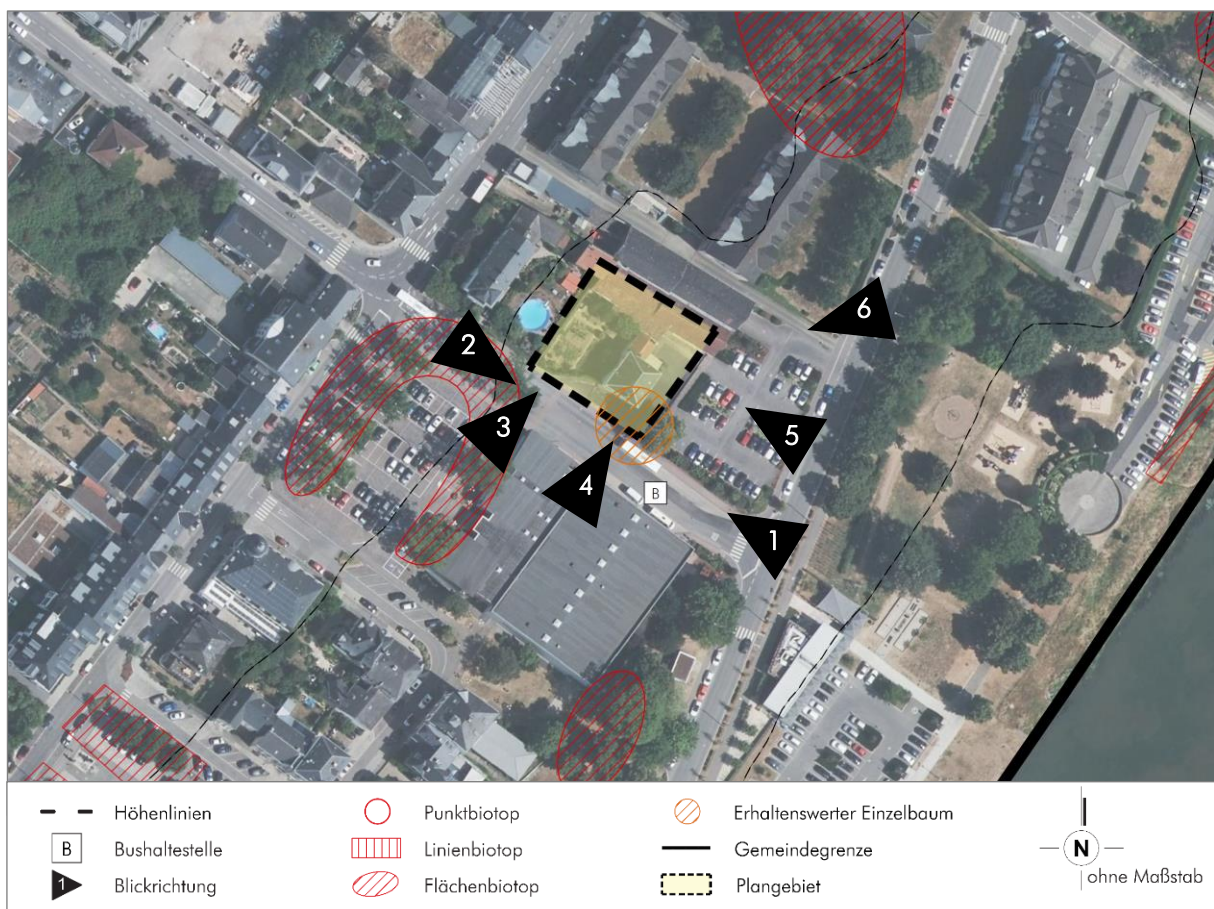 6
2
3
5
4
B
1
Höhenlinien
Punktbiotop
Erhaltenswerter Einzelbaum
B Bushaltestelle
Linienbiotop
Gemeindegrenze
N
1 Blickrichtung
Flächenbiotop
Plangebiet
ohne Maßstab